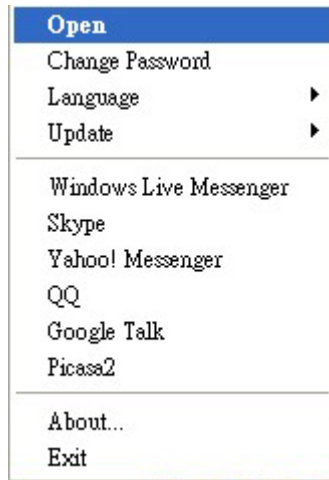 Open
Change Password
Language
Update
Windows Live Messenger
Skype
Yahoo! Messenger
QQ
Google Talk
Picasa2
About...
Exit